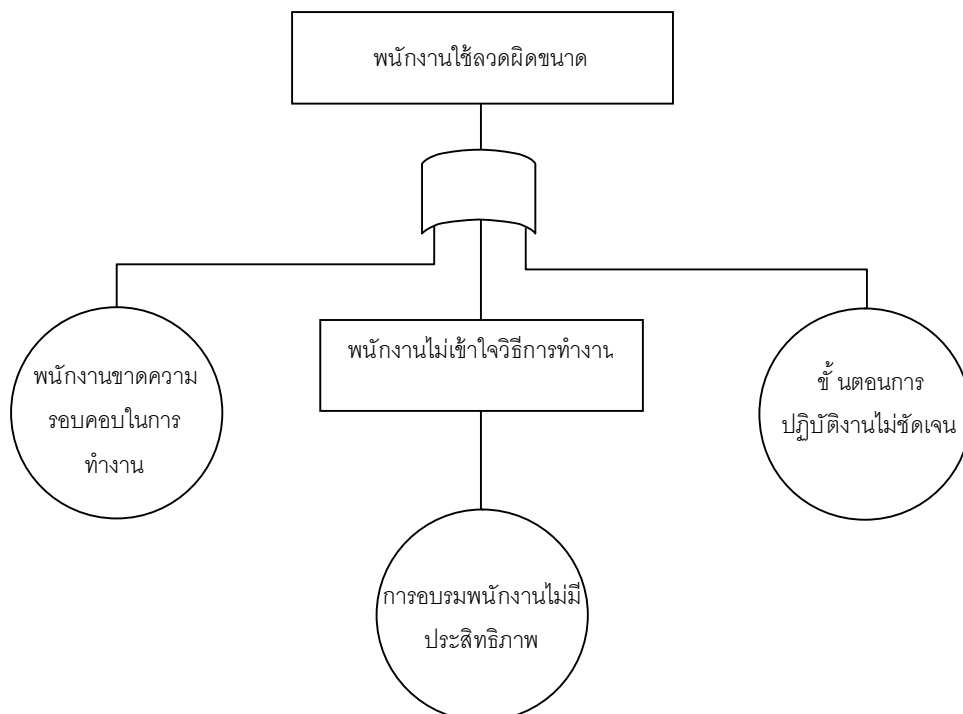 พนักงานใช้ลวดผิดขนาด
พนักงานขาดความ
รอบคอบในการ
ทำงาน
พนักงานไม่เข้าใจวิธีการทำงาน
ขั้นตอนการ
ปฏิบัติงานไม่ชัดเจน
การอบรมพนักงานไม่มี
ประสิทธิภาพ